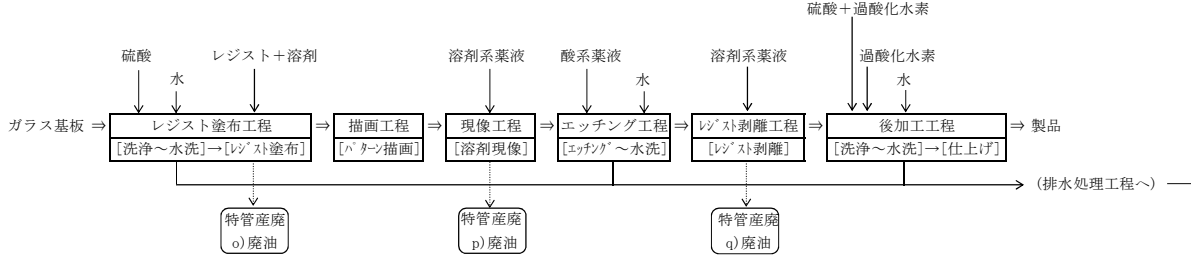 硫酸＋過酸化水素
硫酸
レジスト＋溶剤
溶剤系薬液
酸系薬液
溶剤系薬液
過酸化水素
水
水
水
ガラス基板 ⇒ レジスト塗布工程 ⇒ 描画工程 ⇒ 現像工程 ⇒ エッチング工程 ⇒ ﾚｼﾞｽﾄ剥離工程 ⇒ 後加工工程 ⇒ 製品
[洗浄～水洗]→[ﾚｼﾞｽﾄ塗布]
[ﾊﾟﾀｰﾝ描画]
[溶剤現像]
[ｴｯﾁﾝｸﾞ～水洗]
[ﾚｼﾞｽﾄ剥離]
[洗浄～水洗]→[仕上げ]
(排水処理工程へ)
特管産廃
o)廃油
特管産廃
p)廃油
特管産廃
q)廃油